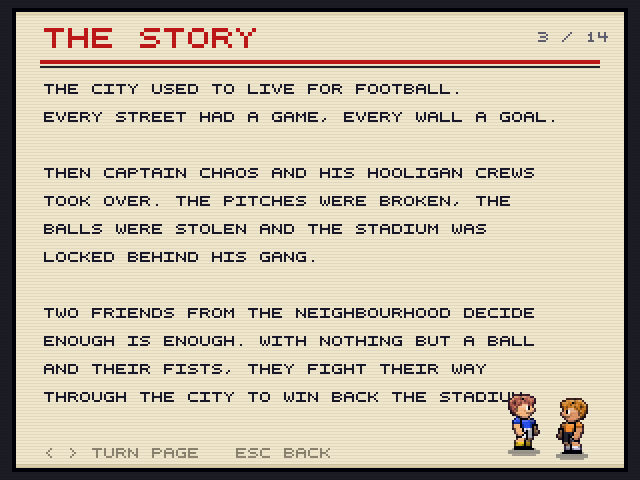 THE STORY
3 / 14
THE CITY USED TO LIVE FOR FOOTBALL.
EVERY STREET HAD A GAME, EVERY WALL A GOAL.
THEN CAPTAIN CHAOS AND HIS HOOLIGAN CREWS
TOOK OVER. THE PITCHES WERE BROKEN, THE
BALLS WERE STOLEN AND THE STADIUM WAS
LOCKED BEHIND HIS GANG.
TWO FRIENDS FROM THE NEIGHBOURHOOD DECIDE
ENOUGH IS ENOUGH. WITH NOTHING BUT A BALL
AND THEIR FISTS, THEY FIGHT THEIR WAY
THROUGH THE CITY TO WIN BACK THE
< > TURN PAGE ESC BACK